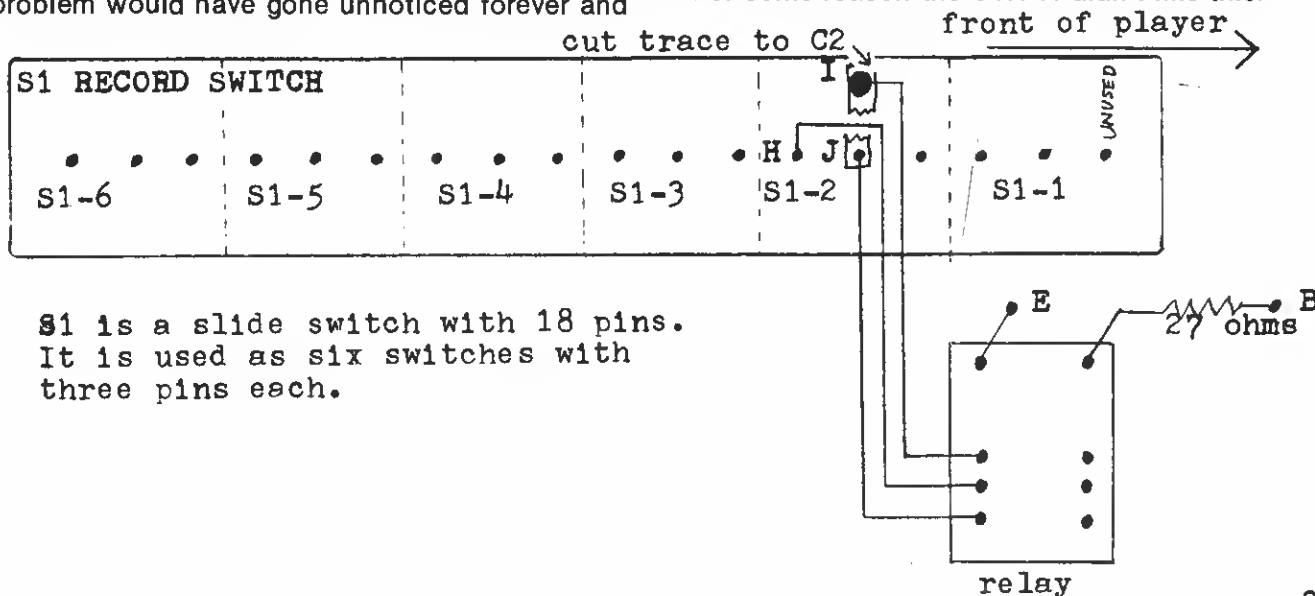 problem would have gone unnoticed forever and
front of player
cut trace to C2
I
S1 RECORD SWITCH
UNUSED
H
J
S1-6
S1-5
S1-4
S1-3
S1-2
S1-1
E
B
27 ohms
S1 is a slide switch with 18 pins.
It is used as six switches with
three pins each.
relay